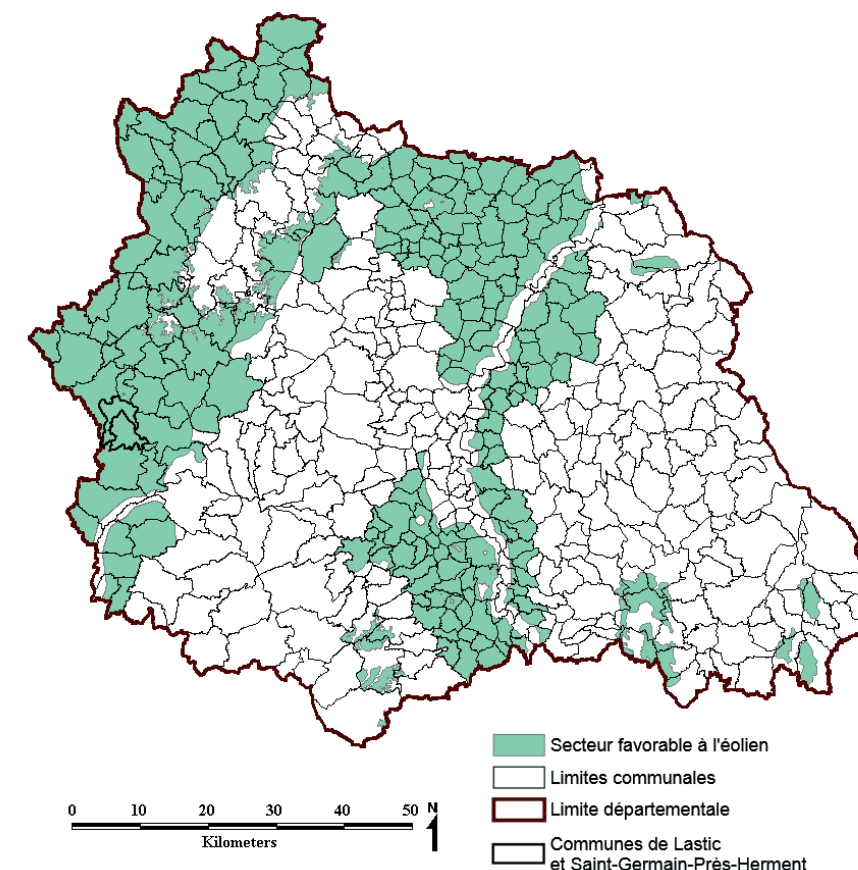 Secteur favorable à l'éolien
Limites communales
Limite départementale
Communes de Lastic
et Saint-Germain-Près-Herment
0 10 20 30 40 50 N
Kilometers